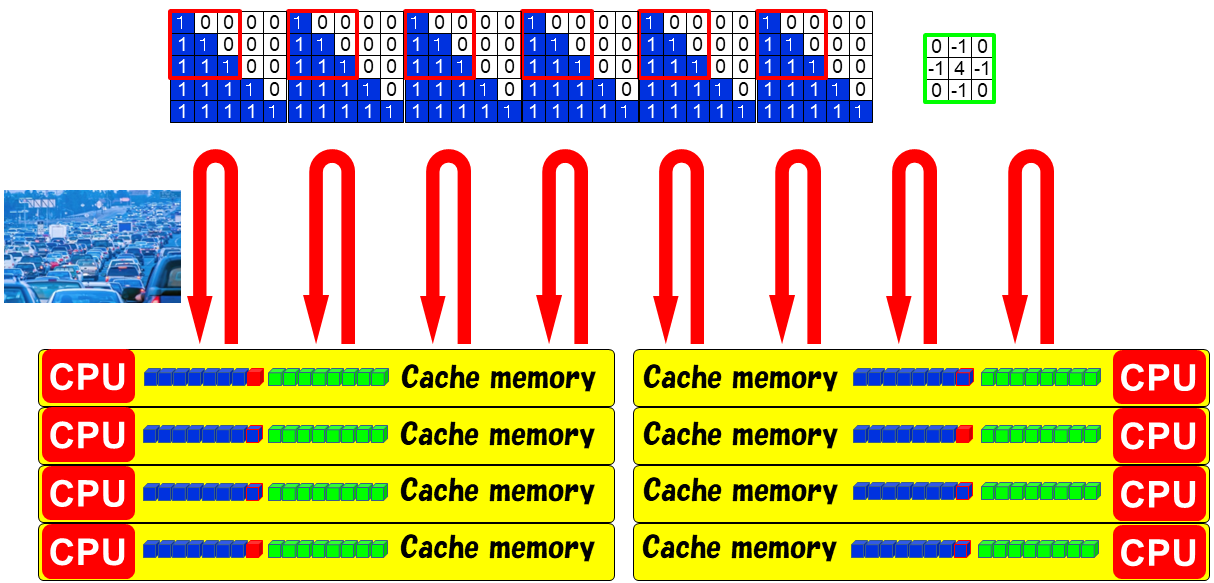 1 0 0 0 0 1 0 0 0 0 1 0 0 0 0 1 0 0 0 0 1 0 0 0 0 1 0 0 0 0
1 1 0 0 0 1 1 0 0 0 1 1 0 0 0 1 1 0 0 0 1 1 0 0 0 1 1 0 0 0
1 1 1 0 0 1 1 1 0 0 1 1 1 0 0 1 1 1 0 0 1 1 1 0 0 1 1 1 0 0
1 1 1 1 0 1 1 1 1 0 1 1 1 1 0 1 1 1 1 0 1 1 1 1 0 1 1 1 1 0
1 1 1 1 1 1 1 1 1 1 1 1 1 1 1 1 1 1 1 1 1 1 1 1 1 1 1 1 1 1
0 -1 0
-1 4 -1
0 -1 0
CPU Cache memory
Cache memory CPU
CPU Cache memory
Cache memory CPU
CPU Cache memory
Cache memory CPU
CPU Cache memory
Cache memory CPU